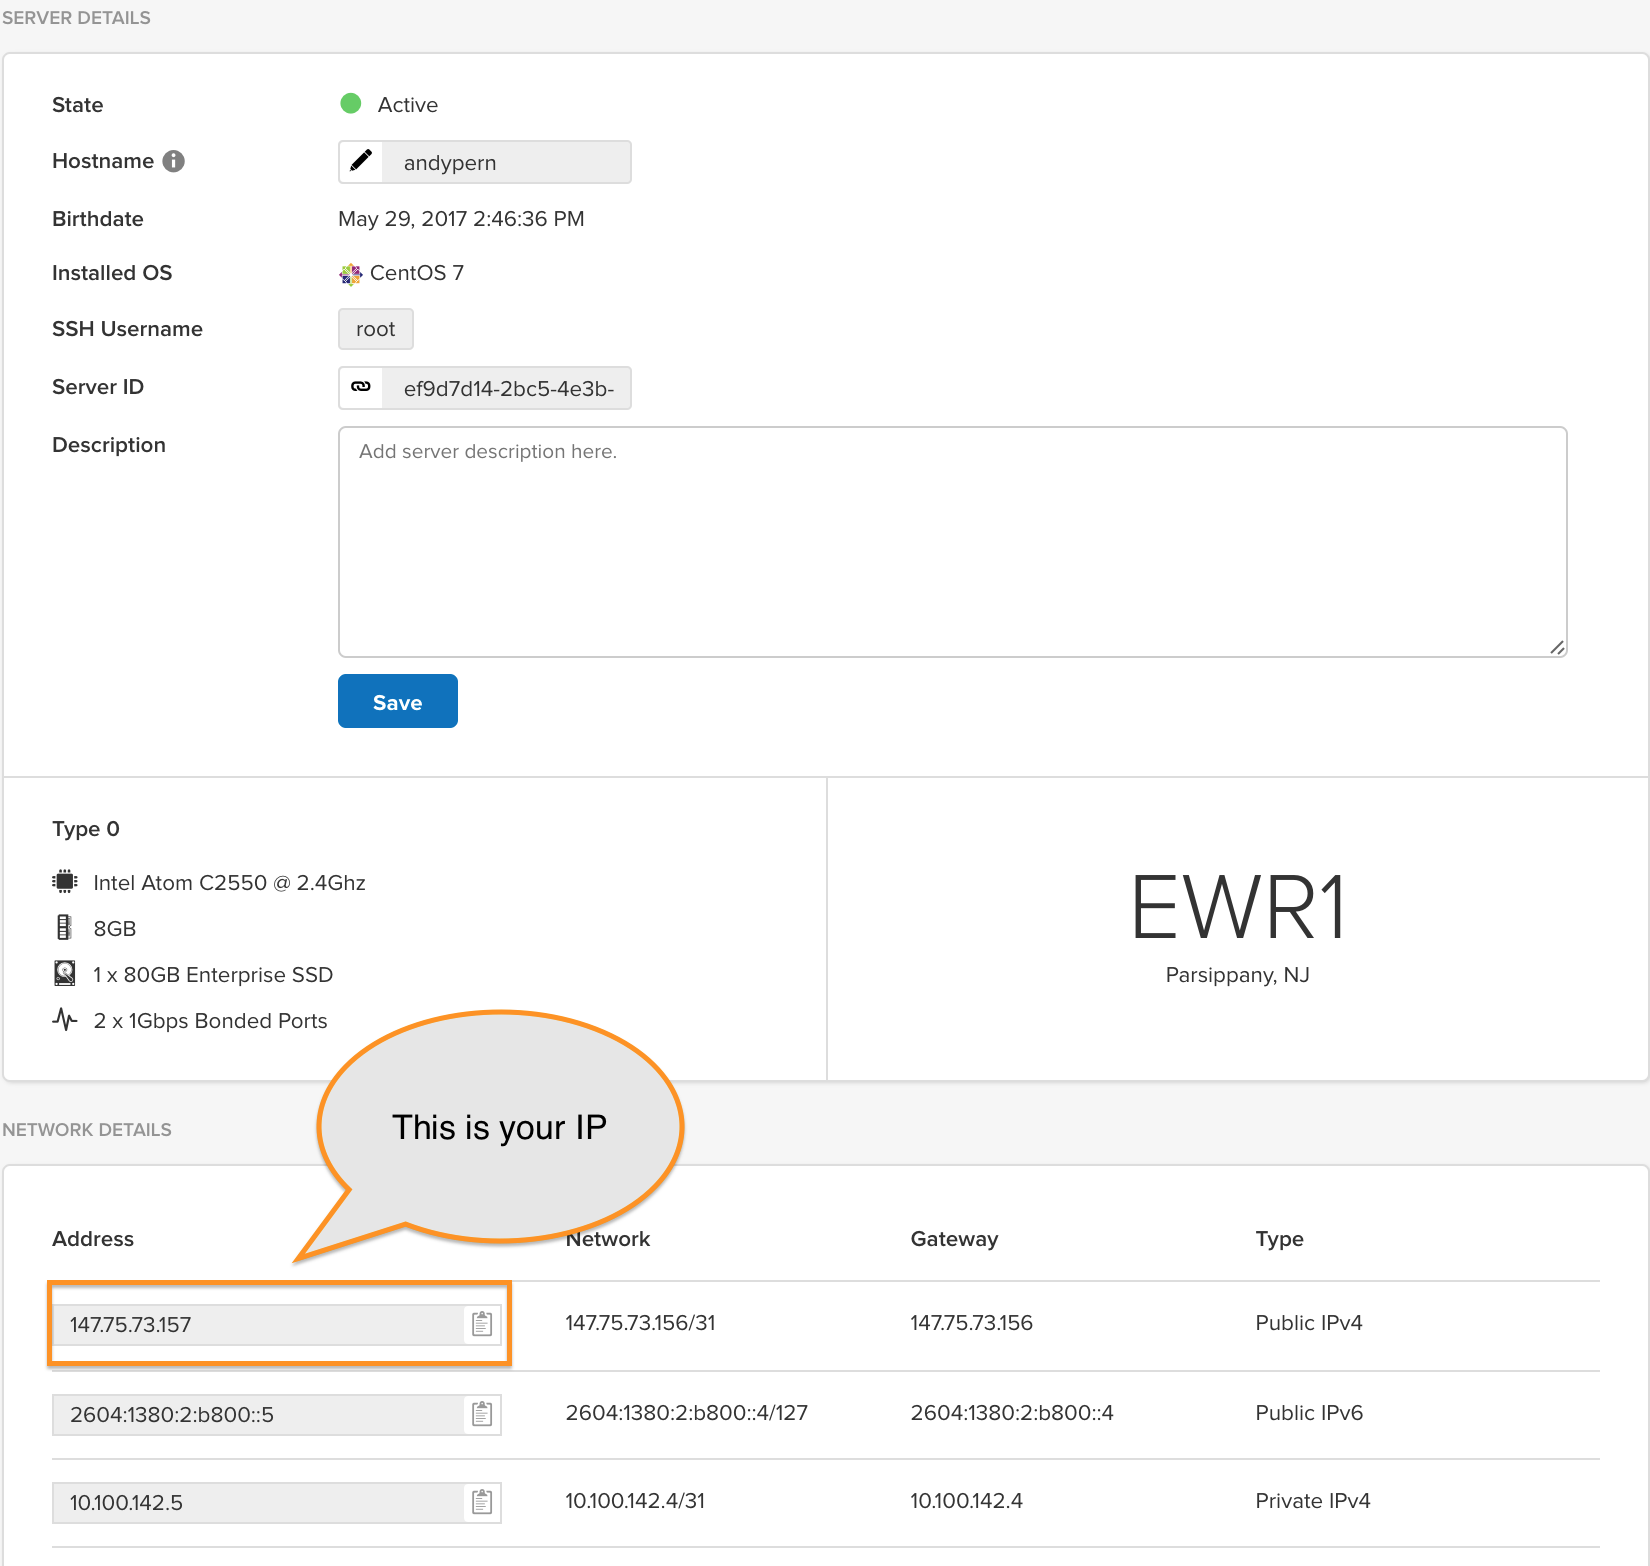 SERVER DETAILS
State Active
Hostname andypern
Birthdate May 29, 2017 2:46:36 PM
Installed OS CentOS 7
SSH Username root
Server ID ef9d7d14-2bc5-4e3b-
Description Add server description here.
Save
Type 0
Intel Atom C2550 @ 2.4Ghz
8GB
1 x 80GB Enterprise SSD
2 x 1Gbps Bonded Ports
EWR1
Parsippany, NJ
This is your IP
NETWORK DETAILS
Address Network Gateway Type
147.75.73.157 147.75.73.156/31 147.75.73.156 Public IPv4
2604:1380:2:b800::5 2604:1380:2:b800::4/127 2604:1380:2:b800::4 Public IPv6
10.100.142.5 10.100.142.4/31 10.100.142.4 Private IPv4